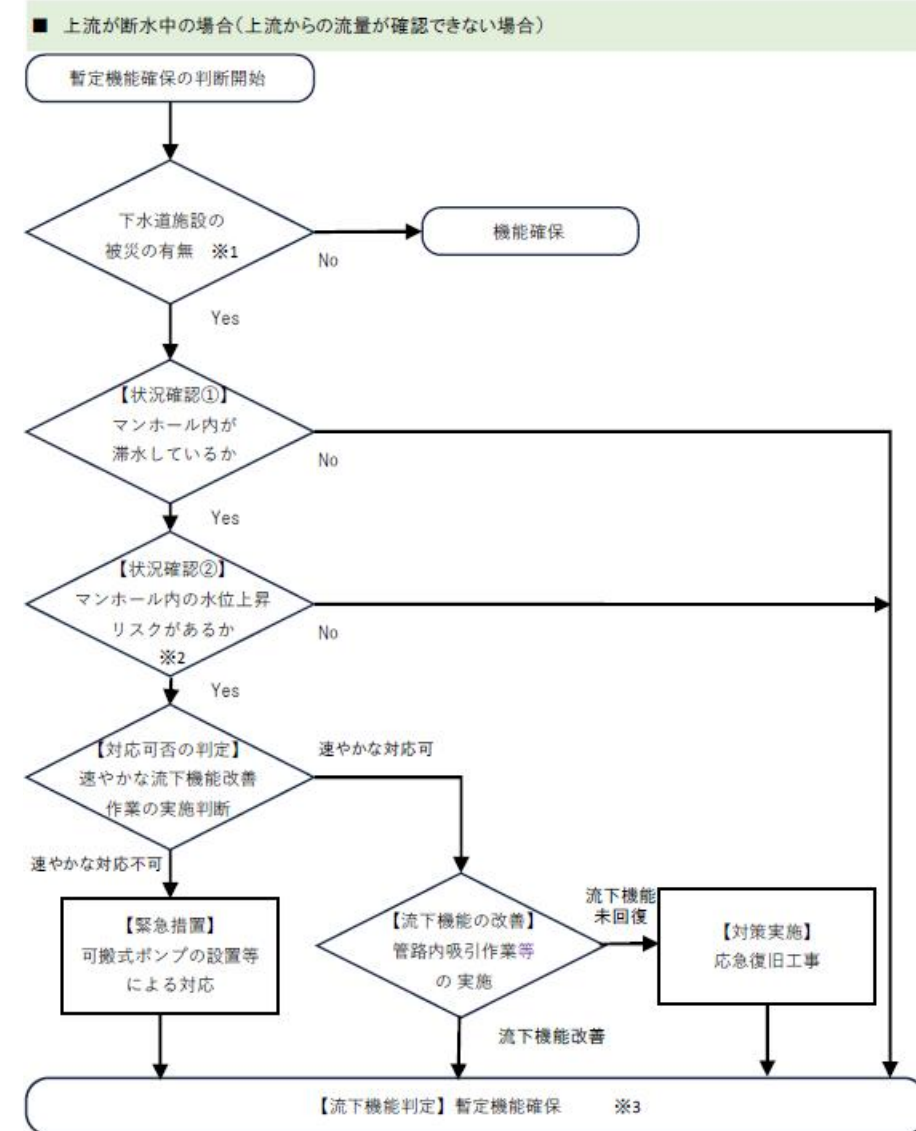 ■ 上流が断水中の場合(上流からの流量が確認できない場合)
暫定機能確保の判断開始
下水道施設の
被災の有無 ※1
No
機能確保
Yes
【状況確認①】
マンホール内が
滞水しているか
No
Yes
【状況確認②】
マンホール内の水位上昇
リスクがあるか
※2
No
Yes
【対応可否の判定】
速やかな流下機能改善
作業の実施判断
速やかな対応可
速やかな対応不可
【緊急措置】
可搬式ポンプの設置等
による対応
【流下機能の改善】
管路内吸引作業等
の 実施
流下機能
未回復
【対策実施】
応急復旧工事
流下機能改善
【流下機能判定】暫定機能確保 ※3